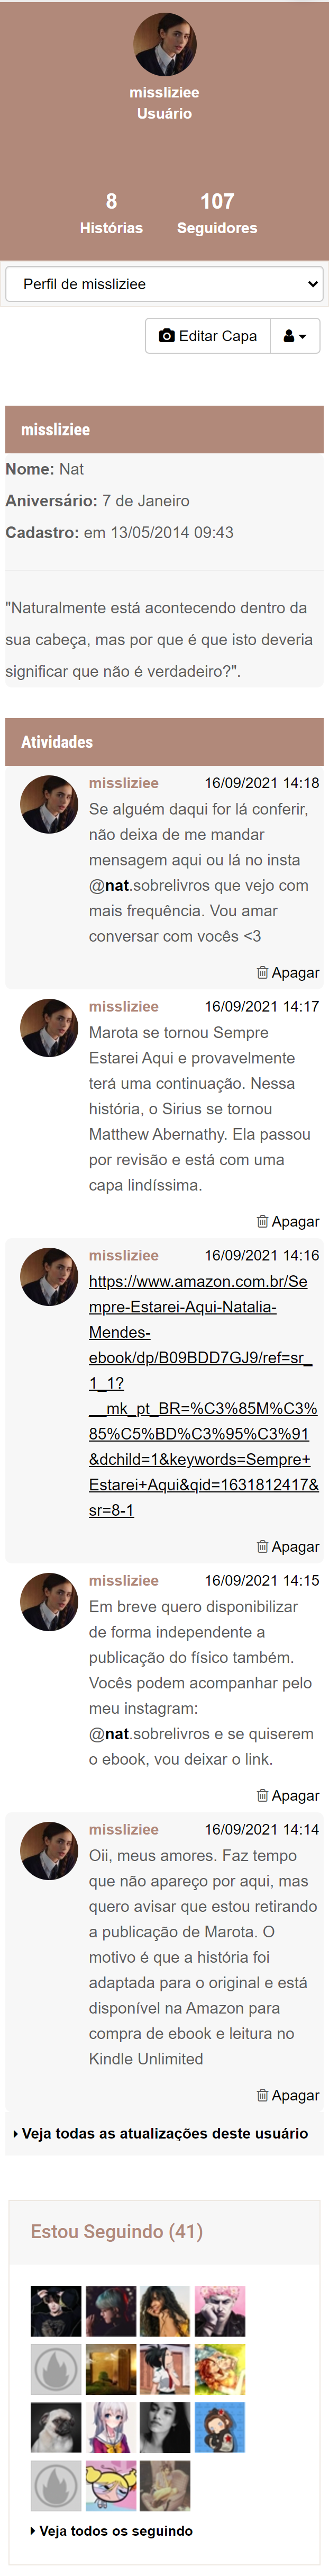 missliziee
Usuário
8
Histórias
107
Seguidores
Perfil de missliziee
Editar Capa
missliziee
Nome: Nat
Aniversário: 7 de Janeiro
Cadastro: em 13/05/2014 09:43
"Naturalmente está acontecendo dentro da
sua cabeça, mas por que é que isto deveria
significar que não é verdadeiro?".
Atividades
missliziee 16/09/2021 14:18
Se alguém daqui for lá conferir,
não deixa de me mandar
mensagem aqui ou lá no insta
@nat.sobrelivros que vejo com
mais frequência. Vou amar
conversar com vocês <3
Apagar
missliziee 16/09/2021 14:17
Marota se tornou Sempre
Estarei Aqui e provavelmente
terá uma continuação. Nessa
história, o Sirius se tornou
Matthew Abernathy. Ela passou
por revisão e está com uma
capa lindíssima.
Apagar
missliziee 16/09/2021 14:16
https://www.amazon.com.br/Se
mpre-Estarei-Aqui-Natalia-
Mendes-
ebook/dp/B09BDD7GJ9/ref=sr_
1_1?
__mk_pt_BR=%C3%85M%C3%
85%C5%BD%C3%95%C3%91
&dchild=1&keywords=Sempre+
Estarei+Aqui&qid=1631812417&
sr=8-1
Apagar
missliziee 16/09/2021 14:15
Em breve quero disponibilizar
de forma independente a
publicação do físico também.
Vocês podem acompanhar pelo
meu instagram:
@nat.sobrelivros e se quiserem
o ebook, vou deixar o link.
Apagar
missliziee 16/09/2021 14:14
Oii, meus amores. Faz tempo
que não apareço por aqui, mas
quero avisar que estou retirando
a publicação de Marota. O
motivo é que a história foi
adaptada para o original e está
disponível na Amazon para
compra de ebook e leitura no
Kindle Unlimited
Apagar
Veja todas as atualizações deste usuário
Estou Seguindo (41)
Veja todos os seguindo